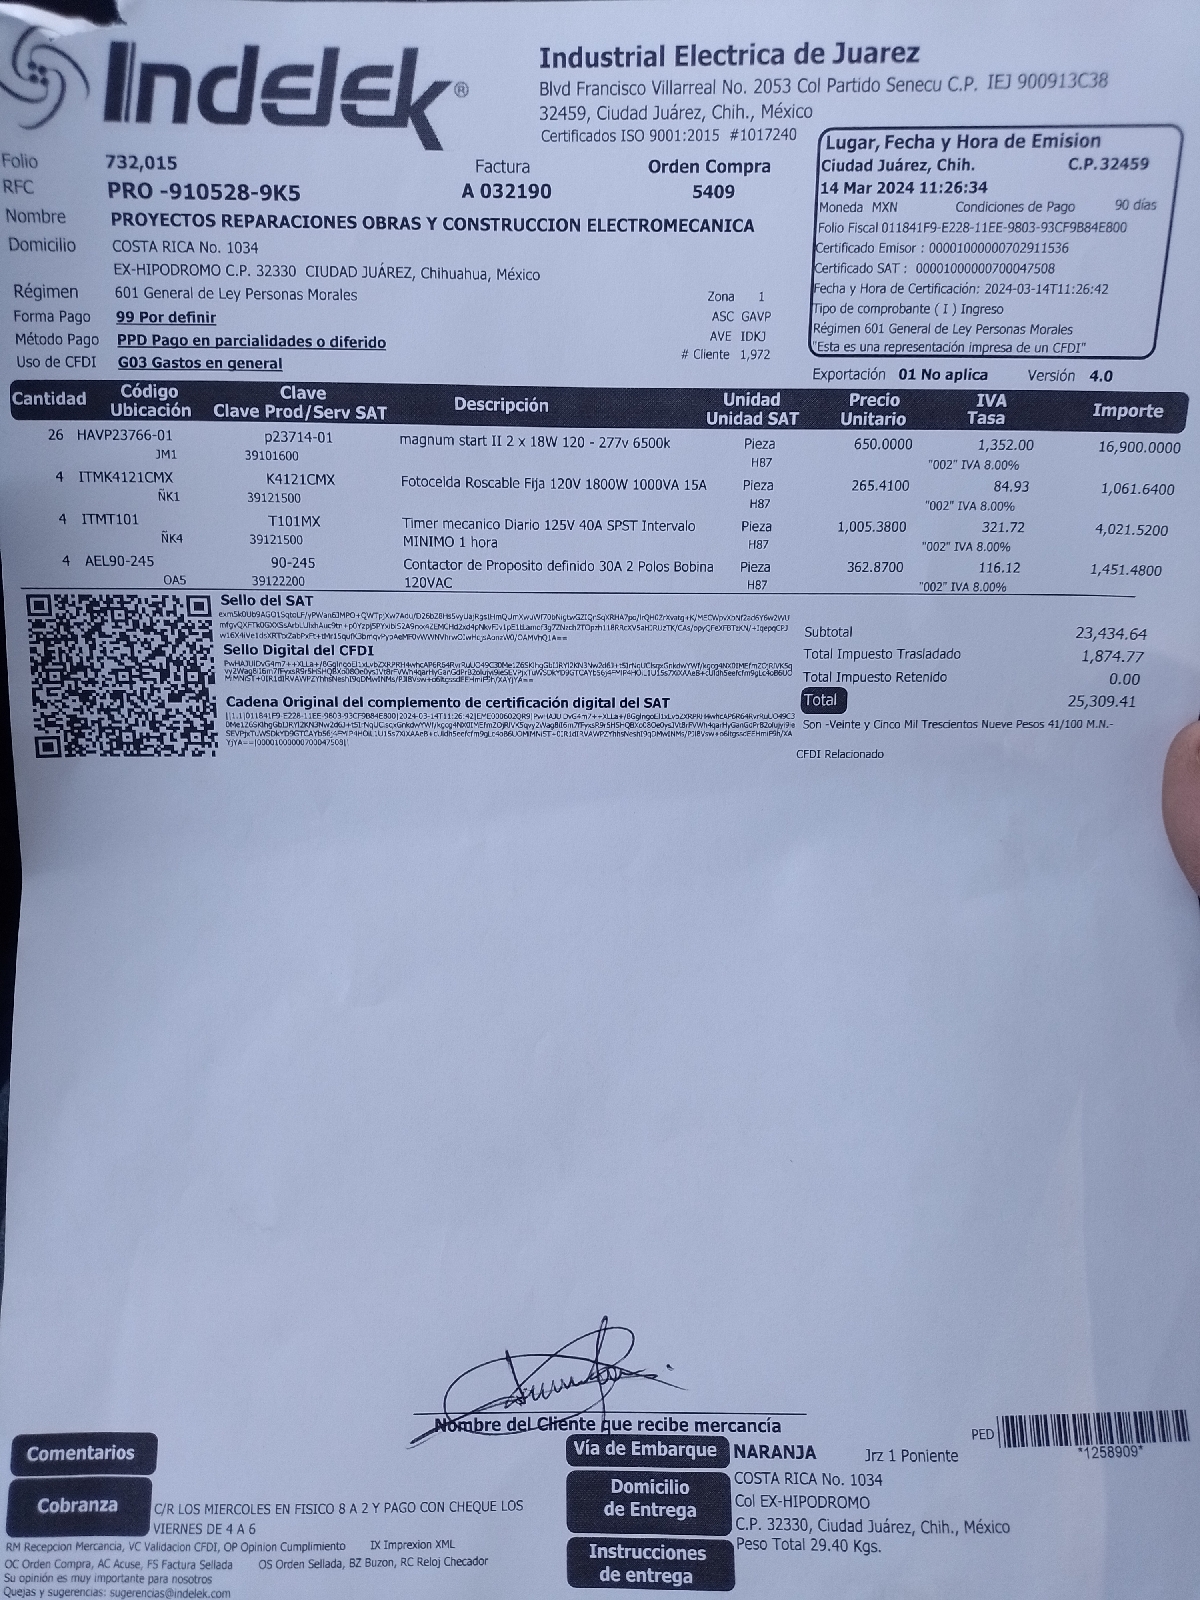 Indelek®
Industrial Electrica de Juarez
Blvd Francisco Villarreal No. 2053 Col Partido Senecu C.P. IEJ 900913C38
32459, Ciudad Juárez, Chih., México
Certificados ISO 9001:2015 #1017240
Folio 732,015 Factura Orden Compra
RFC PRO -910528-9K5 A 032190 5409
Nombre PROYECTOS REPARACIONES OBRAS Y CONSTRUCCION ELECTROMECANICA
Domicilio COSTA RICA No. 1034
EX-HIPODROMO C.P. 32330 CIUDAD JUÁREZ, Chihuahua, México
Régimen 601 General de Ley Personas Morales
Forma Pago 99 Por definir
Método Pago PPD Pago en parcialidades o diferido
Uso de CFDI G03 Gastos en general
Zona 1
ASC GAVP
AVE IDKJ
# Cliente 1,972
Lugar, Fecha y Hora de Emision
Ciudad Juárez, Chih. C.P.32459
14 Mar 2024 11:26:34
Moneda MXN Condiciones de Pago 90 días
Folio Fiscal 011841F9-E228-11EE-9803-93CF9B84E800
Certificado Emisor : 00001000000702911536
Certificado SAT : 00001000000700047508
Fecha y Hora de Certificación: 2024-03-14T11:26:42
Tipo de comprobante ( I ) Ingreso
Régimen 601 General de Ley Personas Morales
"Esta es una representación impresa de un CFDI"
Exportación 01 No aplica Versión 4.0
Cantidad Código Ubicación Clave Clave Prod/Serv SAT Descripción Unidad Unidad SAT Precio Unitario IVA Tasa Importe
26 HAVP23766-01 p23714-01 magnum start II 2 x 18W 120 - 277v 6500k Pieza 650.0000 1,352.00 16,900.0000
JM1 39101600 H87 "002" IVA 8.00%
4 ITMK4121CMX K4121CMX Fotocelda Roscable Fija 120V 1800W 1000VA 15A Pieza 265.4100 84.93 1,061.6400
ÑK1 39121500 H87 "002" IVA 8.00%
4 ITMT101 T101MX Timer mecanico Diario 125V 40A SPST Intervalo Pieza 1,005.3800 321.72 4,021.5200
ÑK4 39121500 MINIMO 1 hora H87 "002" IVA 8.00%
4 AEL90-245 90-245 Contactor de Proposito definido 30A 2 Polos Bobina Pieza 362.8700 116.12 1,451.4800
OA5 39122200 120VAC H87 "002" IVA 8.00%
Sello del SAT
Sello Digital del CFDI
Cadena Original del complemento de certificación digital del SAT
Subtotal 23,434.64
Total Impuesto Trasladado 1,874.77
Total Impuesto Retenido 0.00
Total 25,309.41
Son -Veinte y Cinco Mil Trescientos Nueve Pesos 41/100 M.N.-
CFDI Relacionado
Nombre del Cliente que recibe mercancía
Comentarios
Cobranza C/R LOS MIERCOLES EN FISICO 8 A 2 Y PAGO CON CHEQUE LOS
VIERNES DE 4 A 6
RM Recepcion Mercancia, VC Validacion CFDI, OP Opinion Cumplimiento IX Imprexion XML
OC Orden Compra, AC Acuse, FS Factura Sellada OS Orden Sellada, BZ Buzon, RC Reloj Checador
Su opinión es muy importante para nosotros
Quejas y sugerencias: sugerencias@indelek.com
Vía de Embarque NARANJA Jrz 1 Poniente
PED *1258909*
Domicilio de Entrega
COSTA RICA No. 1034
Col EX-HIPODROMO
C.P. 32330, Ciudad Juárez, Chih., México
Peso Total 29.40 Kgs.
Instrucciones de entrega